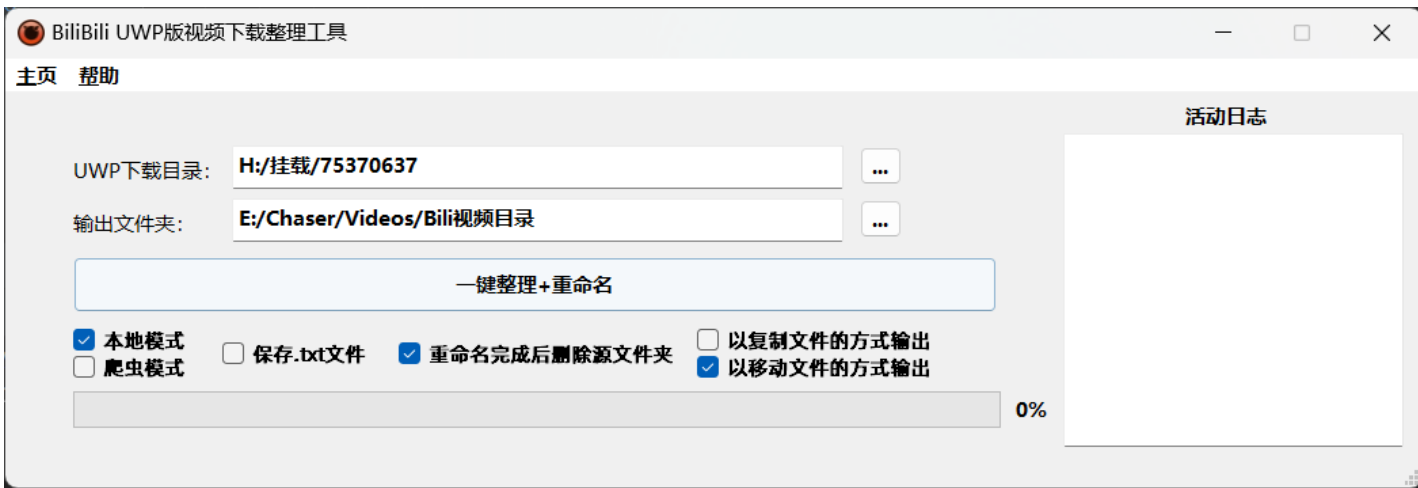 BiliBili UWP版视频下载整理工具
主页 帮助
活动日志
UWP下载目录: H:/挂载/75370637 ...
输出文件夹: E:/Chaser/Videos/Bili视频目录 ...
一键整理+重命名
本地模式
爬虫模式
保存.txt文件
重命名完成后删除源文件夹
以复制文件的方式输出
以移动文件的方式输出
0%